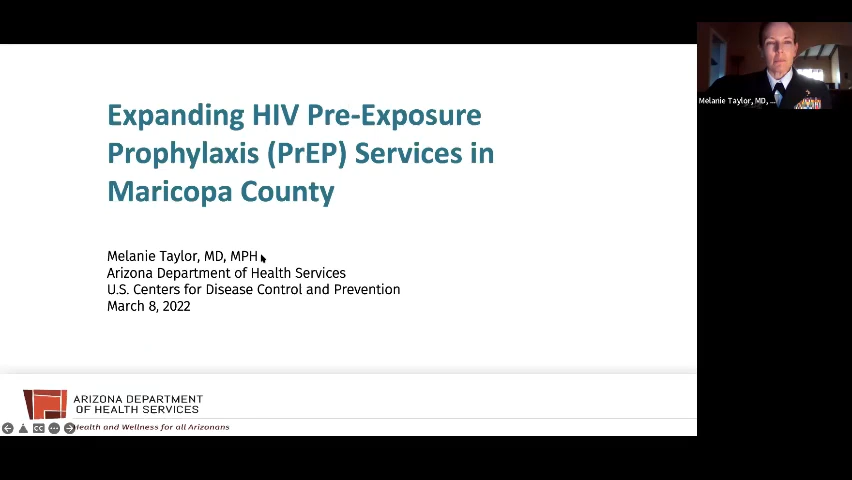 Expanding HIV Pre-Exposure
Prophylaxis (PrEP) Services in
Maricopa County
Melanie Taylor, MD, MPH
Arizona Department of Health Services
U.S. Centers for Disease Control and Prevention
March 8, 2022
ARIZONA DEPARTMENT
OF HEALTH SERVICES
Health and Wellness for all Arizonans
CC
Melanie Taylor, MD, ...